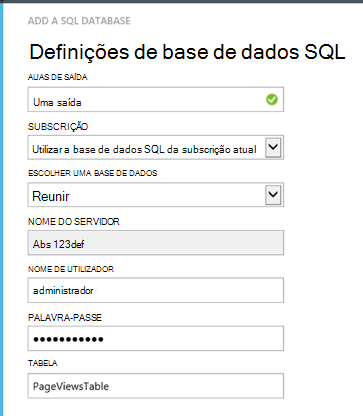 ADD A SQL DATABASE
Definições de base de dados SQL
AUAS DE SAÍDA
Uma saída
SUBSCRIÇÃO
Utilizar a base de dados SQL da subscrição atual
ESCOLHER UMA BASE DE DADOS
Reunir
NOME DO SERVIDOR
Abs 123def
NOME DE UTILIZADOR
administrador
PALAVRA-PASSE
●●●●●●●●●●●
TABELA
PageViewsTable